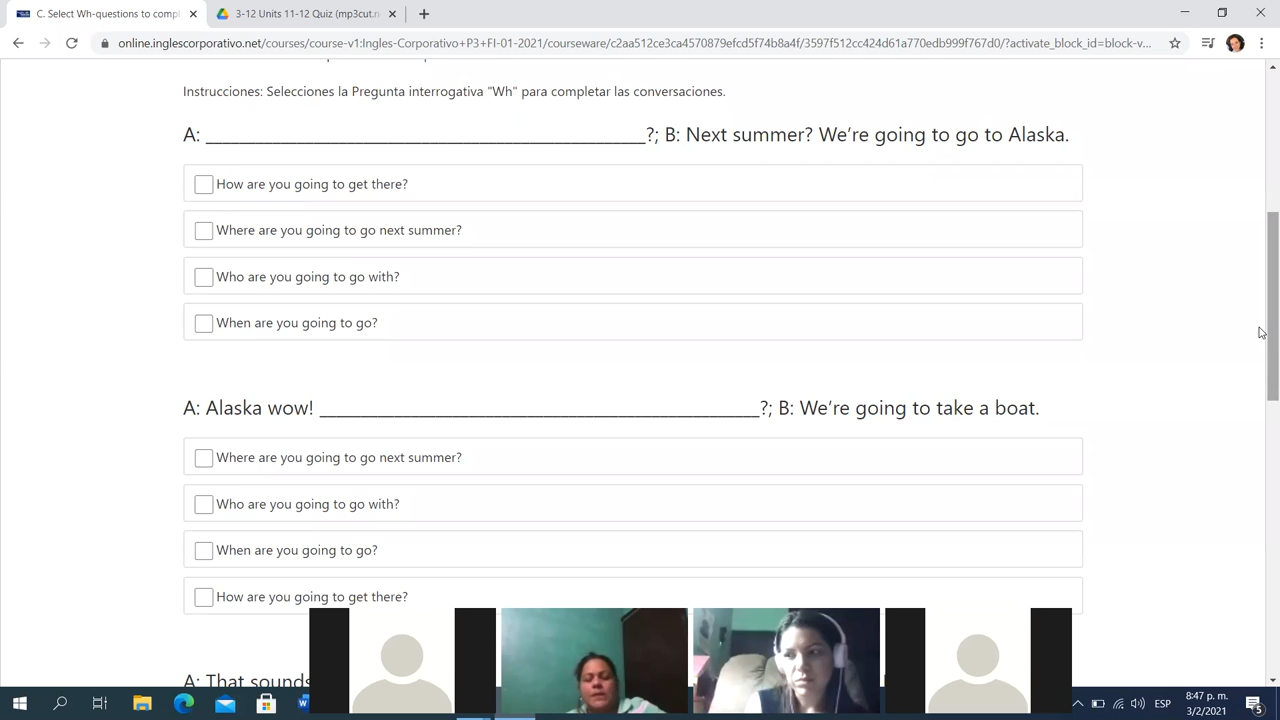 C. Select Wh-questions to compl
3-12 Units 11-12 Quiz (mp3cut.n
online.inglescorporativo.net/courses/course-v1:Ingles-Corporativo+P3+FI-01-2021/courseware/c2aa512ce3ca4570879efcd5f74b8a4f/3597f512cc424d61a770edb999f767d0/?activate_block_id=block-v...
Instrucciones: Selecciones la Pregunta interrogativa "Wh" para completar las conversaciones.
A: ________________________________________?; B: Next summer? We're going to go to Alaska.
How are you going to get there?
Where are you going to go next summer?
Who are you going to go with?
When are you going to go?
A: Alaska wow! ________________________________________?; B: We're going to take a boat.
Where are you going to go next summer?
Who are you going to go with?
When are you going to go?
How are you going to get there?
A: That sounds
ESP
8:47 p. m.
3/2/2021
5